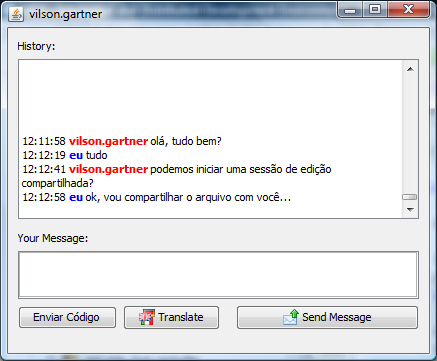 vilson.gartner
History:
12:11:58 vilson.gartner olá, tudo bem?
12:12:19 eu tudo
12:12:41 vilson.gartner podemos iniciar uma sessão de edição
compartilhada?
12:12:58 eu ok, vou compartilhar o arquivo com você...
Your Message:
Enviar Código
Translate
Send Message